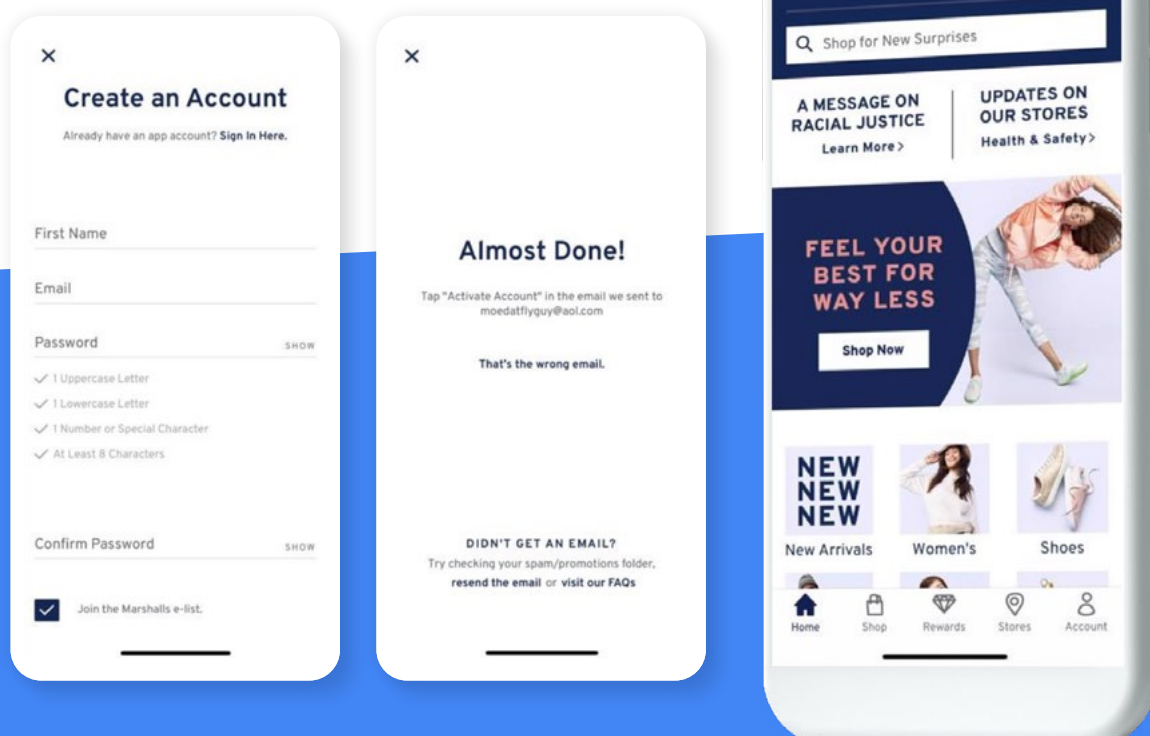 Create an Account
Already have an app account? Sign In Here.
First Name
Email
Password
SHOW
1 Uppercase Letter
1 Lowercase Letter
1 Number or Special Character
At Least 8 Characters
Confirm Password
SHOW
Join the Marshalls e-list.
Almost Done!
Tap "Activate Account" in the email we sent to
moedatflyguy@aol.com
That's the wrong email.
DIDN'T GET AN EMAIL?
Try checking your spam/promotions folder,
resend the email or visit our FAQs
Shop for New Surprises
A MESSAGE ON
RACIAL JUSTICE
Learn More >
UPDATES ON
OUR STORES
Health & Safety >
FEEL YOUR
BEST FOR
WAY LESS
Shop Now
NEW
NEW
NEW
New Arrivals
Women's
Shoes
Home
Shop
Rewards
Stores
Account